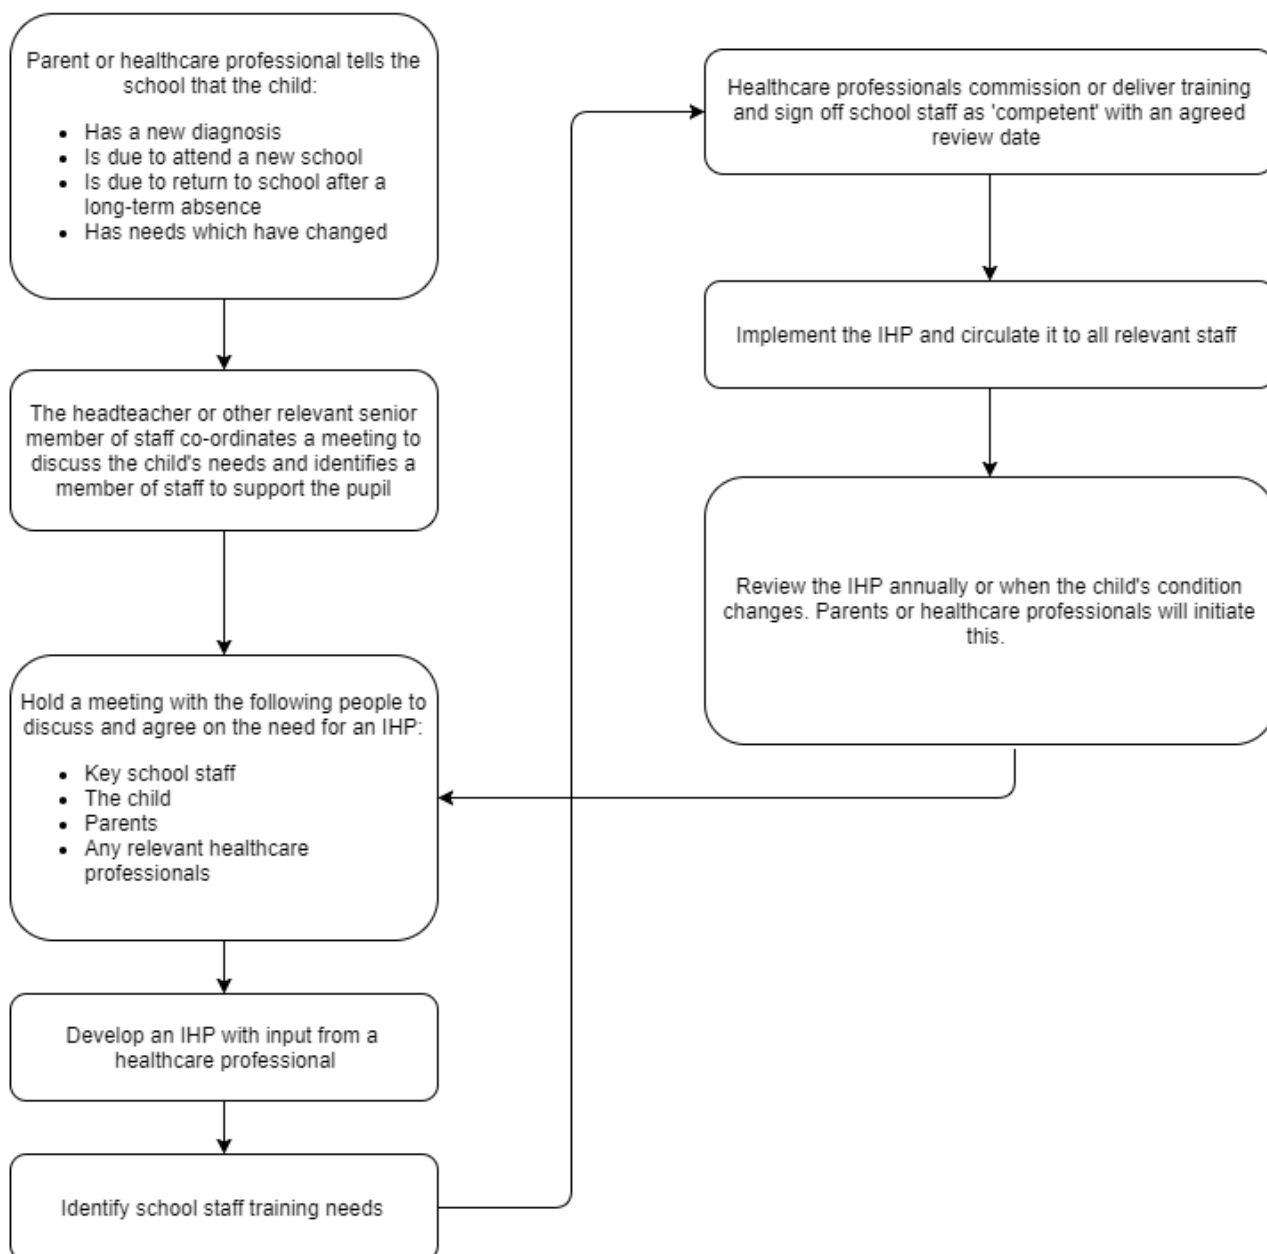 Parent or healthcare professional tells the
school that the child:
• Has a new diagnosis
• Is due to attend a new school
• Is due to return to school after a
long-term absence
• Has needs which have changed
The headteacher or other relevant senior
member of staff co-ordinates a meeting to
discuss the child's needs and identifies a
member of staff to support the pupil
Hold a meeting with the following people to
discuss and agree on the need for an IHP:
• Key school staff
• The child
• Parents
• Any relevant healthcare
professionals
Develop an IHP with input from a
healthcare professional
Identify school staff training needs
Healthcare professionals commission or deliver training
and sign off school staff as 'competent' with an agreed
review date
Implement the IHP and circulate it to all relevant staff
Review the IHP annually or when the child's condition
changes. Parents or healthcare professionals will initiate
this.